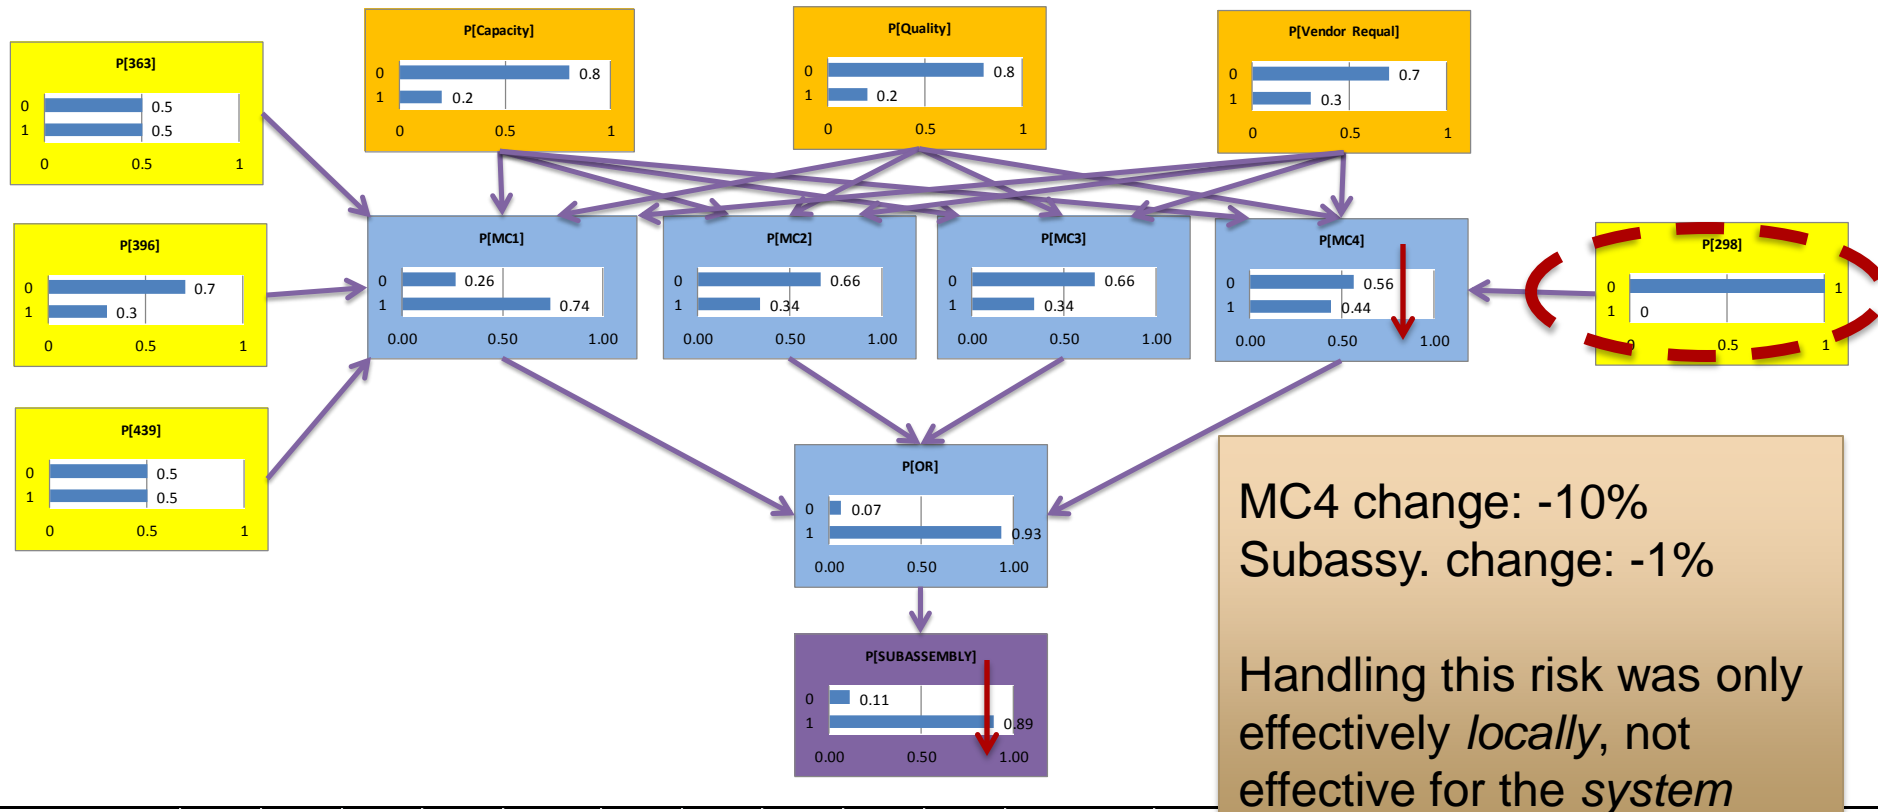 P[Capacity]
0 0.8
1 0.2
0 0.5 1
P[Quality]
0 0.8
1 0.2
0 0.5 1
P[Vendor Requal]
0 0.7
1 0.3
0 0.5 1
P[363]
0 0.5
1 0.5
0 0.5 1
P[396]
0 0.7
1 0.3
0 0.5 1
P[439]
0 0.5
1 0.5
0 0.5 1
P[MC1]
0 0.26
1 0.74
0.00 0.50 1.00
P[MC2]
0 0.66
1 0.34
0.00 0.50 1.00
P[MC3]
0 0.66
1 0.34
0.00 0.50 1.00
P[MC4]
0 0.56
1 0.44
0.00 0.50 1.00
P[298]
0 1
1 0
0 0.5 1
P[OR]
0 0.07
1 0.93
0.00 0.50 1.00
P[SUBASSEMBLY]
0 0.11
1 0.89
0.00 0.50 1.00
MC4 change: -10%
Subassy. change: -1%
Handling this risk was only
effectively locally, not
effective for the system